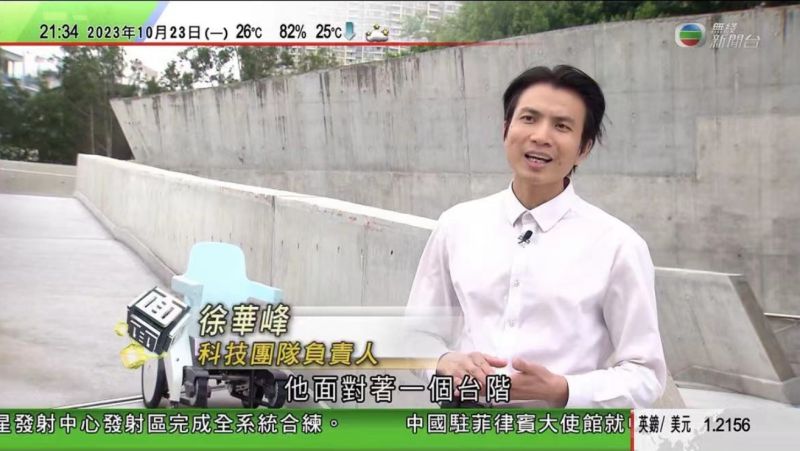 21:34 2023年10月23日(一) 26℃ 82% 25℃
無綫
新聞台
面面
徐華峰
科技團隊負責人
他面對著一個台階
星發射中心發射區完成全系統合練。 中國駐菲律賓大使館就
英鎊/美元 1.2156